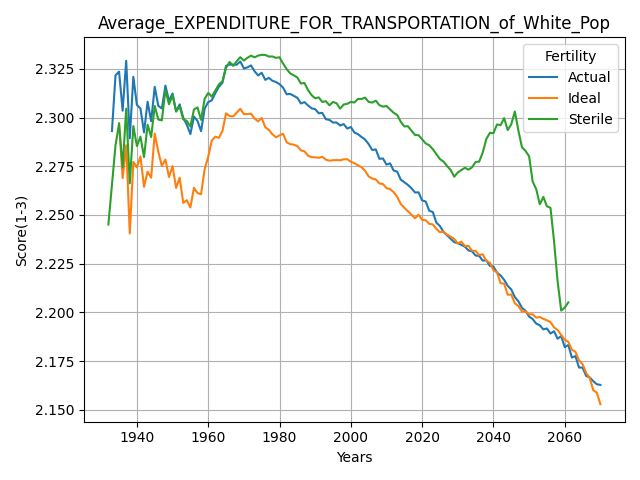 Average_EXPENDITURE_FOR_TRANSPORTATION_of_White_Pop
Fertility
Actual
Ideal
Sterile
Score(1-3)
2.325
2.300
2.275
2.250
2.225
2.200
2.175
2.150
1940 1960 1980 2000 2020 2040 2060
Years